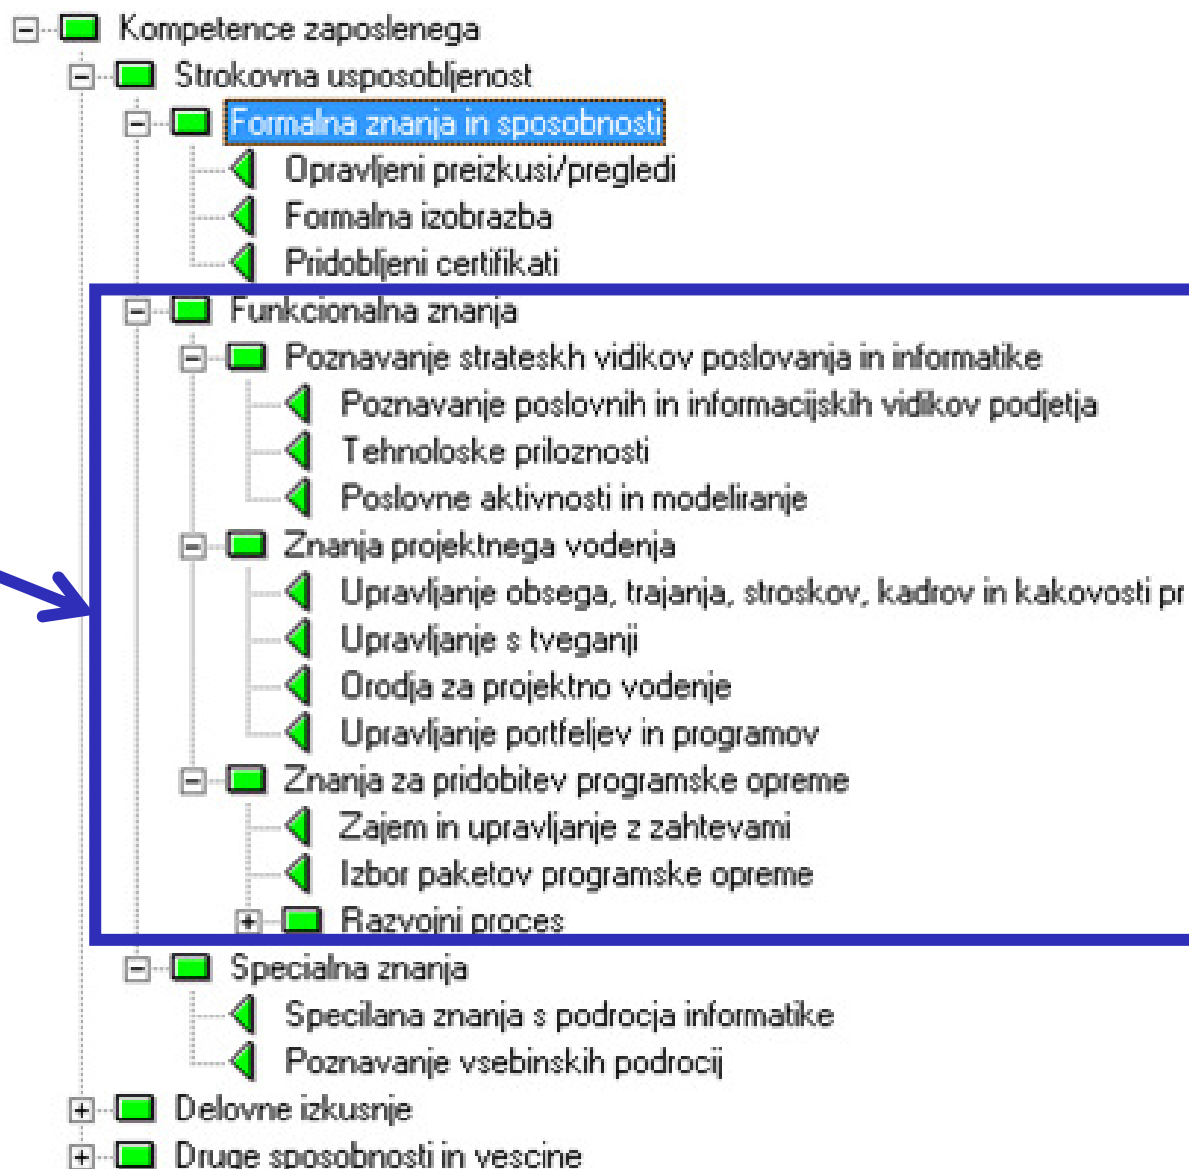 Kompetence zaposlenega
Strokovna usposobljenost
Formalna znanja in sposobnosti
Opravljeni preizkusi/pregledi
Formalna izobrazba
Pridobljeni certifikati
Funkcionalna znanja
Poznavanje strateskh vidikov poslovanja in informatike
Poznavanje poslovnih in informacijskih vidikov podjetja
Tehnoloske priloznosti
Poslovne aktivnosti in modeliranje
Znanja projektnega vodenja
Upravljanje obsega, trajanja, stroskov, kadrov in kakovosti pr
Upravljanje s tveganji
Orodja za projektno vodenje
Upravljanje portfeljev in programov
Znanja za pridobitev programske opreme
Zajem in upravljanje z zahtevami
Izbor paketov programske opreme
Razvojni proces
Specialna znanja
Specilana znanja s podrocja informatike
Poznavanje vsebinskih podrocij
Delovne izkusnje
Druge sposobnosti in vescine